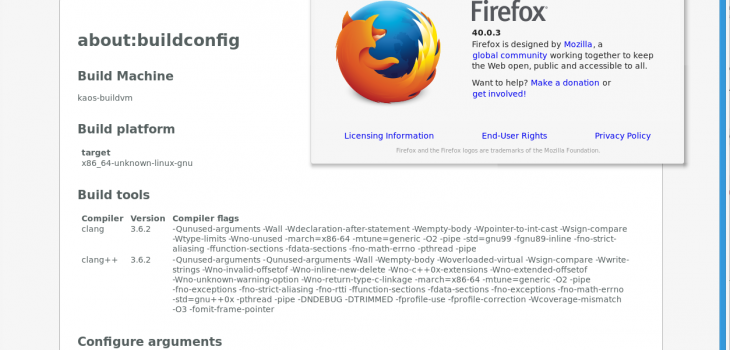 about:buildconfig
Build Machine
kaos-buildvm
Build platform
target
x86_64-unknown-linux-gnu
Firefox
40.0.3
Firefox is designed by Mozilla, a
global community working together to keep
the Web open, public and accessible to all.
Want to help? Make a donation or
get involved!
Licensing Information End-User Rights Privacy Policy
Firefox and the Firefox logos are trademarks of the Mozilla Foundation.
Build tools
Compiler Version Compiler flags
clang 3.6.2 -Qunused-arguments -Wall -Wdeclaration-after-statement -Wempty-body -Wpointer-to-int-cast -Wsign-compare
-Wtype-limits -Wno-unused -march=x86-64 -mtune=generic -O2 -pipe -std=gnu99 -fgnu89-inline -fno-strict-
aliasing -ffunction-sections -fdata-sections -fno-math-errno -pthread -pipe
clang++ 3.6.2 -Qunused-arguments -Qunused-arguments -Wall -Wempty-body -Woverloaded-virtual -Wsign-compare -Wwrite-
strings -Wno-invalid-offsetof -Wno-inline-new-delete -Wno-c++0x-extensions -Wno-extended-offsetof
-Wno-unknown-warning-option -Wno-return-type-c-linkage -march=x86-64 -mtune=generic -O2 -pipe
-fno-exceptions -fno-strict-aliasing -fno-rtti -ffunction-sections -fdata-sections -fno-exceptions -fno-math-errno
-std=gnu++0x -pthread -pipe -DNDEBUG -DTRIMMED -fprofile-use -fprofile-correction -Wcoverage-mismatch
-O3 -fomit-frame-pointer
Configure arguments